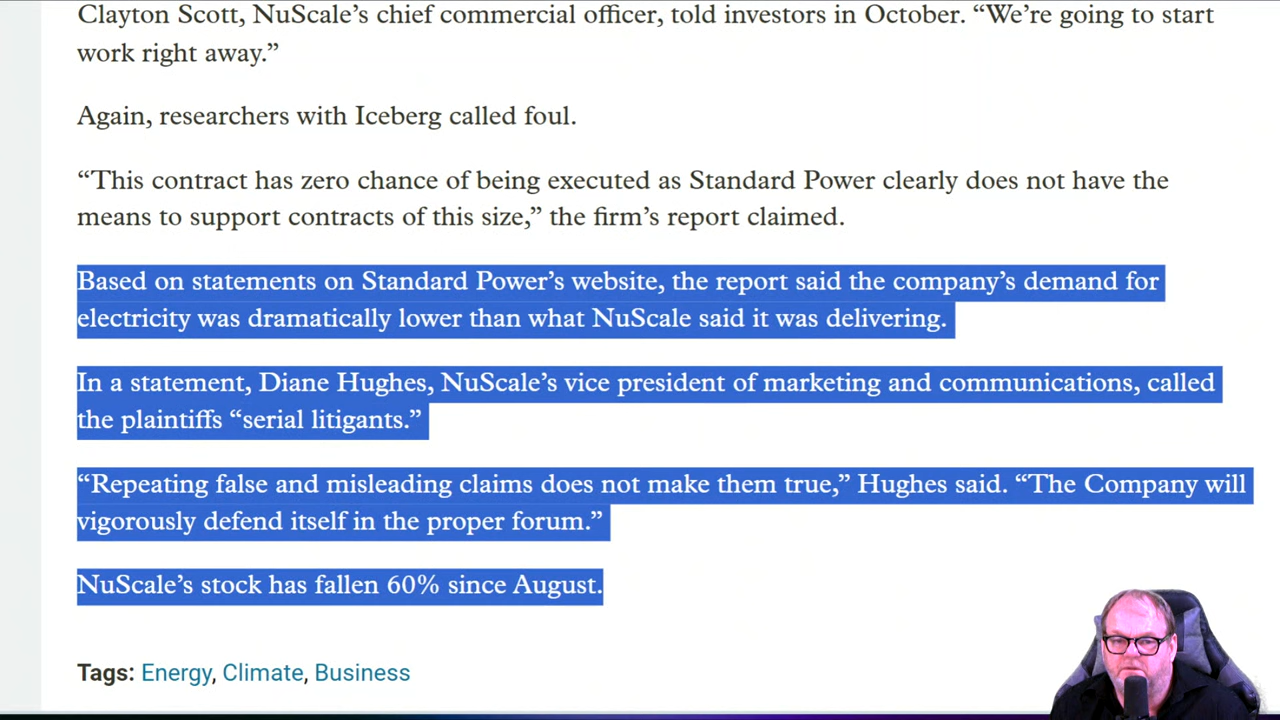 Clayton Scott, NuScale’s chief commercial officer, told investors in October. “We’re going to start
work right away.”
Again, researchers with Iceberg called foul.
“This contract has zero chance of being executed as Standard Power clearly does not have the
means to support contracts of this size,” the firm’s report claimed.
Based on statements on Standard Power’s website, the report said the company’s demand for
electricity was dramatically lower than what NuScale said it was delivering.
In a statement, Diane Hughes, NuScale’s vice president of marketing and communications, called
the plaintiffs “serial litigants.”
“Repeating false and misleading claims does not make them true,” Hughes said. “The Company will
vigorously defend itself in the proper forum.”
NuScale’s stock has fallen 60% since August.
Tags: Energy, Climate, Business